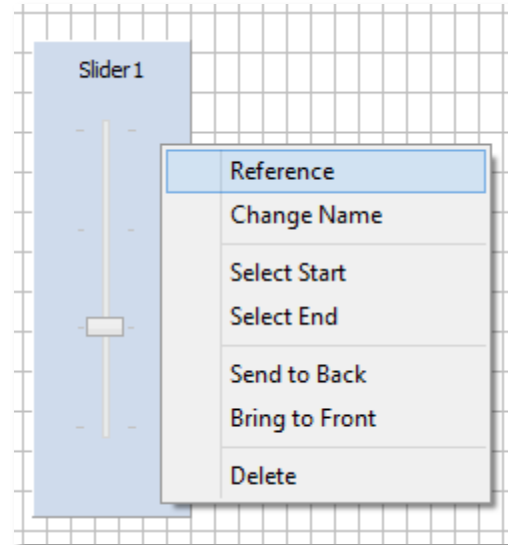 Slider 1
Reference
Change Name
Select Start
Select End
Send to Back
Bring to Front
Delete